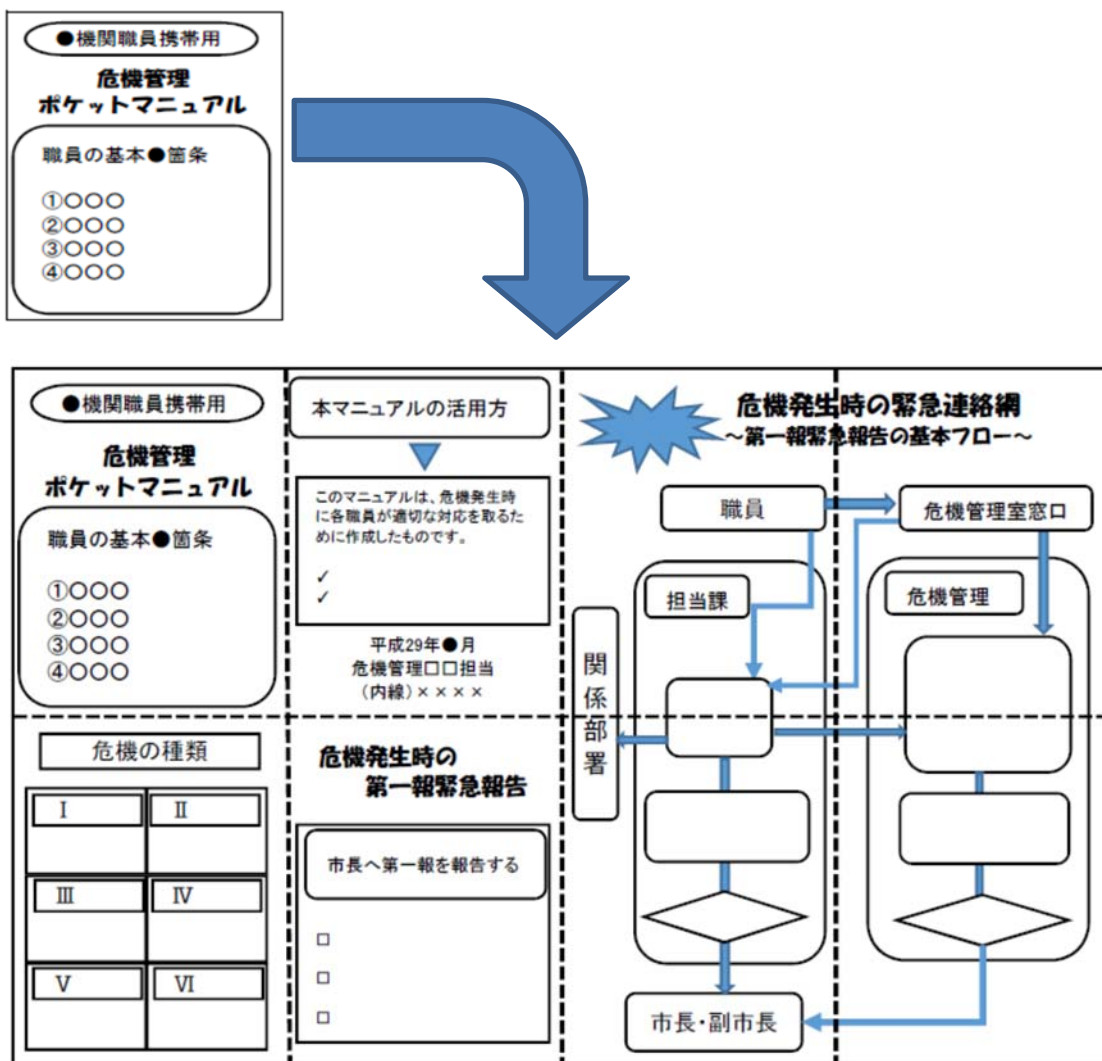 ●機関職員携帯用
危機管理
ポケットマニュアル
職員の基本●箇条
①〇〇〇
②〇〇〇
③〇〇〇
④〇〇〇
●機関職員携帯用
危機管理
ポケットマニュアル
職員の基本●箇条
①〇〇〇
②〇〇〇
③〇〇〇
④〇〇〇
本マニュアルの活用方
このマニュアルは、危機発生時
に各職員が適切な対応を取るた
めに作成したものです。
✓
✓
平成29年●月
危機管理□□担当
(内線)××××
危機発生時の緊急連絡網
～第一報緊急報告の基本フロー～
職員
危機管理室窓口
担当課
危機管理
関係部署
市長・副市長
危機の種類
Ⅰ
Ⅱ
Ⅲ
Ⅳ
Ⅴ
Ⅵ
危機発生時の
第一報緊急報告
市長へ第一報を報告する
□
□
□